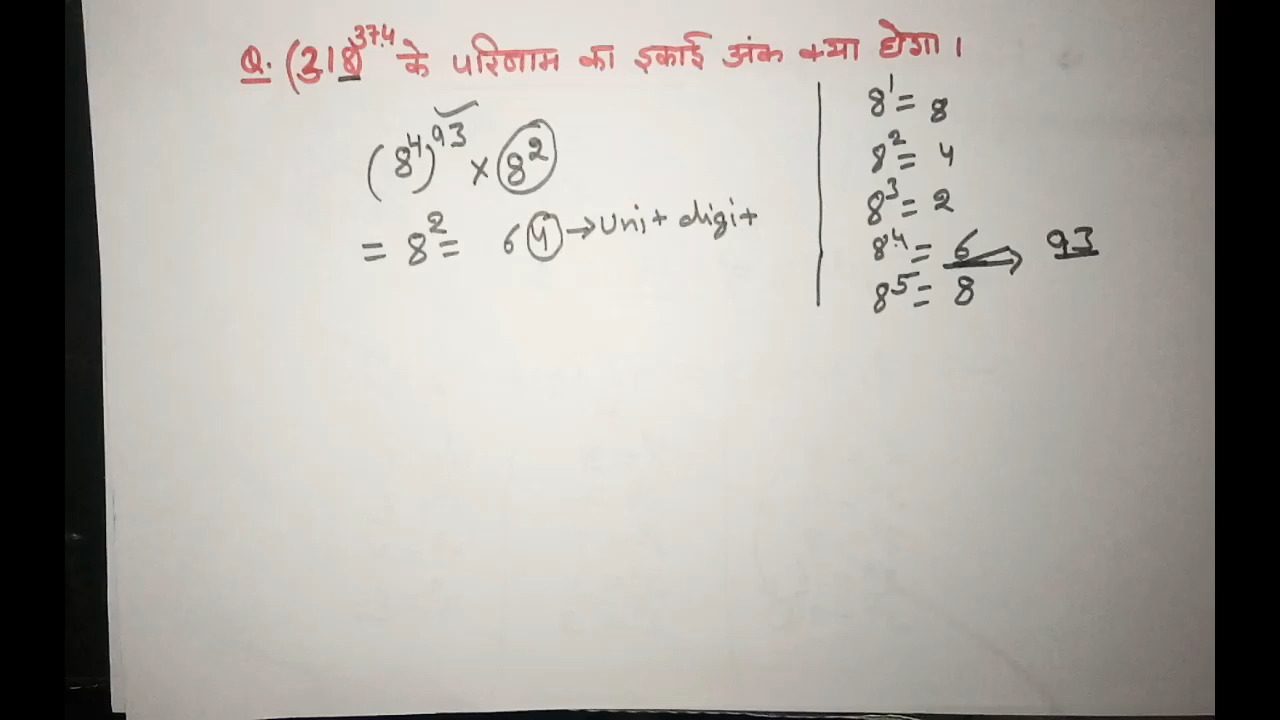 Q. (318)^374 के परिणाम का इकाई अंक क्या होगा।
(8^4)^93 × 8^2
= 8^2 = 64 → unit digit
8^1 = 8
8^2 = 4
8^3 = 2
8^4 = 6 → 93
8^5 = 8